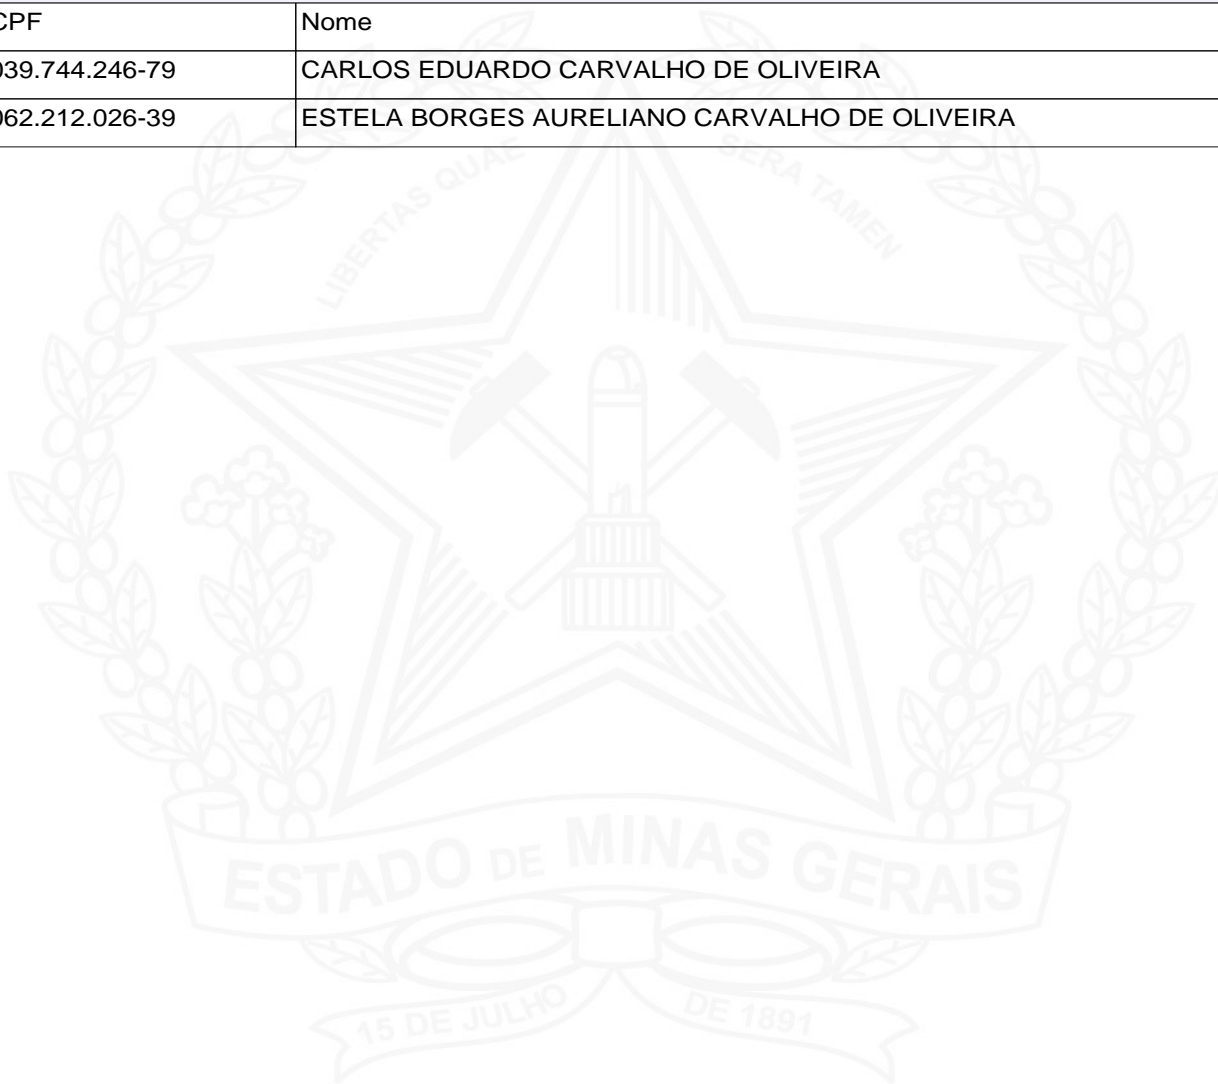 CPF Nome
039.744.246-79 CARLOS EDUARDO CARVALHO DE OLIVEIRA
062.212.026-39 ESTELA BORGES AURELIANO CARVALHO DE OLIVEIRA
LIBERTAS QUAE SERA TAMEN
ESTADO DE MINAS GERAIS
15 DE JULHO DE 1891